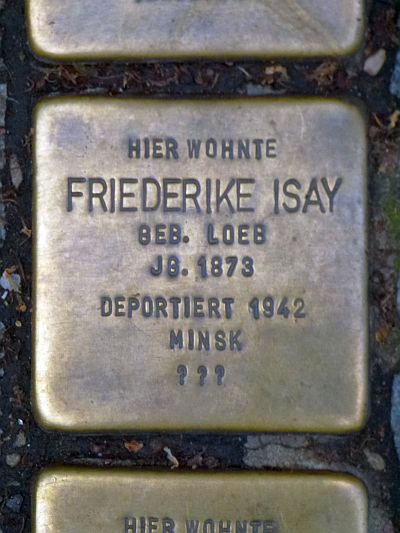 HIER WOHNTE
FRIEDERIKE ISAY
GEB. LOEB
JG. 1873
DEPORTIERT 1942
MINSK
? ? ?
HIER WOHNTE